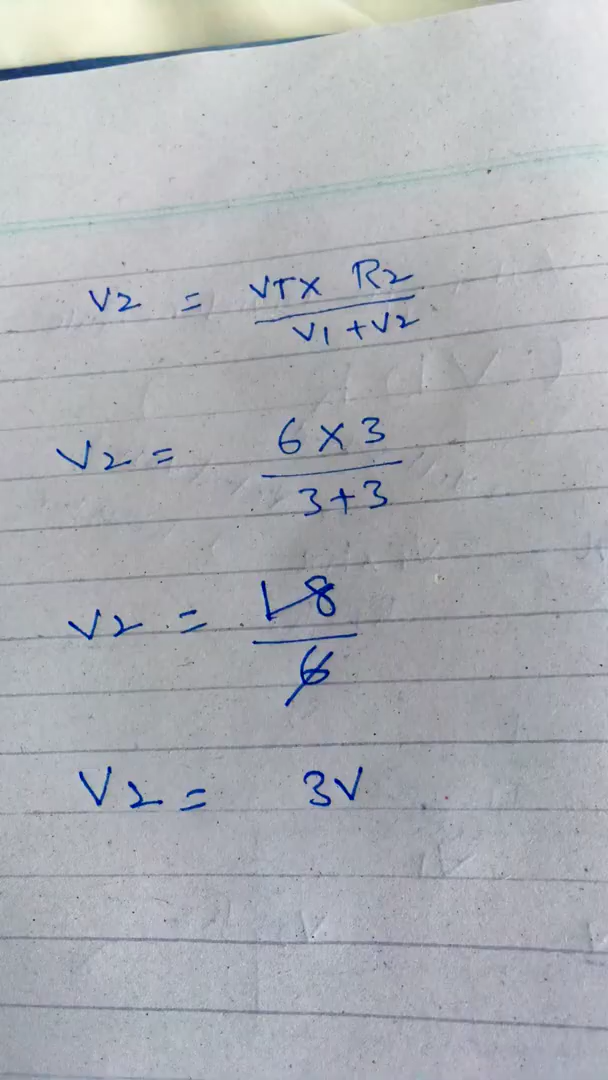 V2 = VT X R2
V1 + V2
V2 = 6 X 3
3+3
V2 = 18
6
V2 = 3V